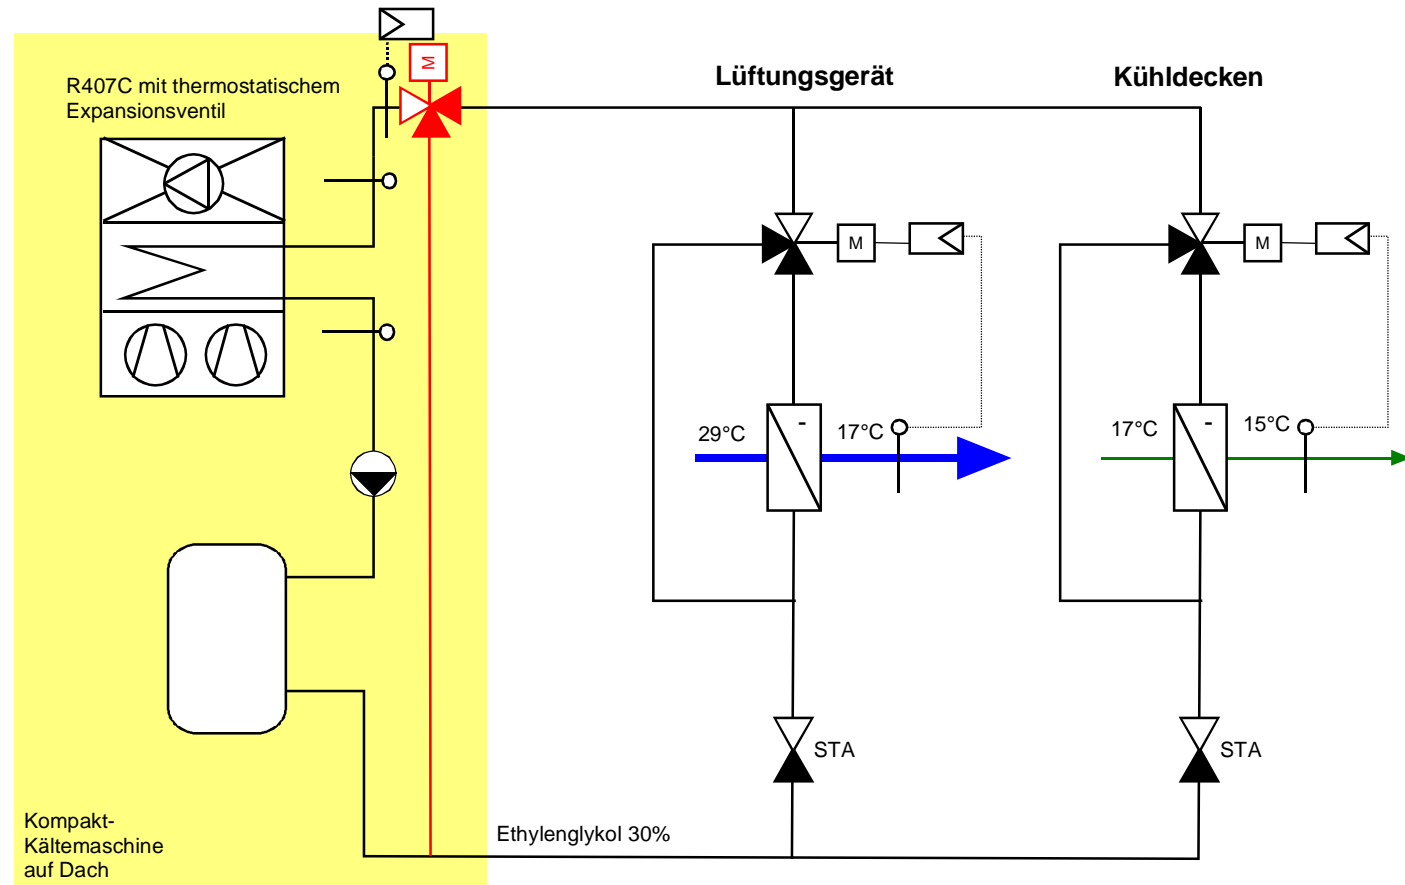 M
R407C mit thermostatischem
Expansionsventil
Lüftungsgerät
Kühldecken
M
M
29°C
-
17°C
17°C
-
15°C
STA
STA
Kompakt-
Kältemaschine
auf Dach
Ethylenglykol 30%